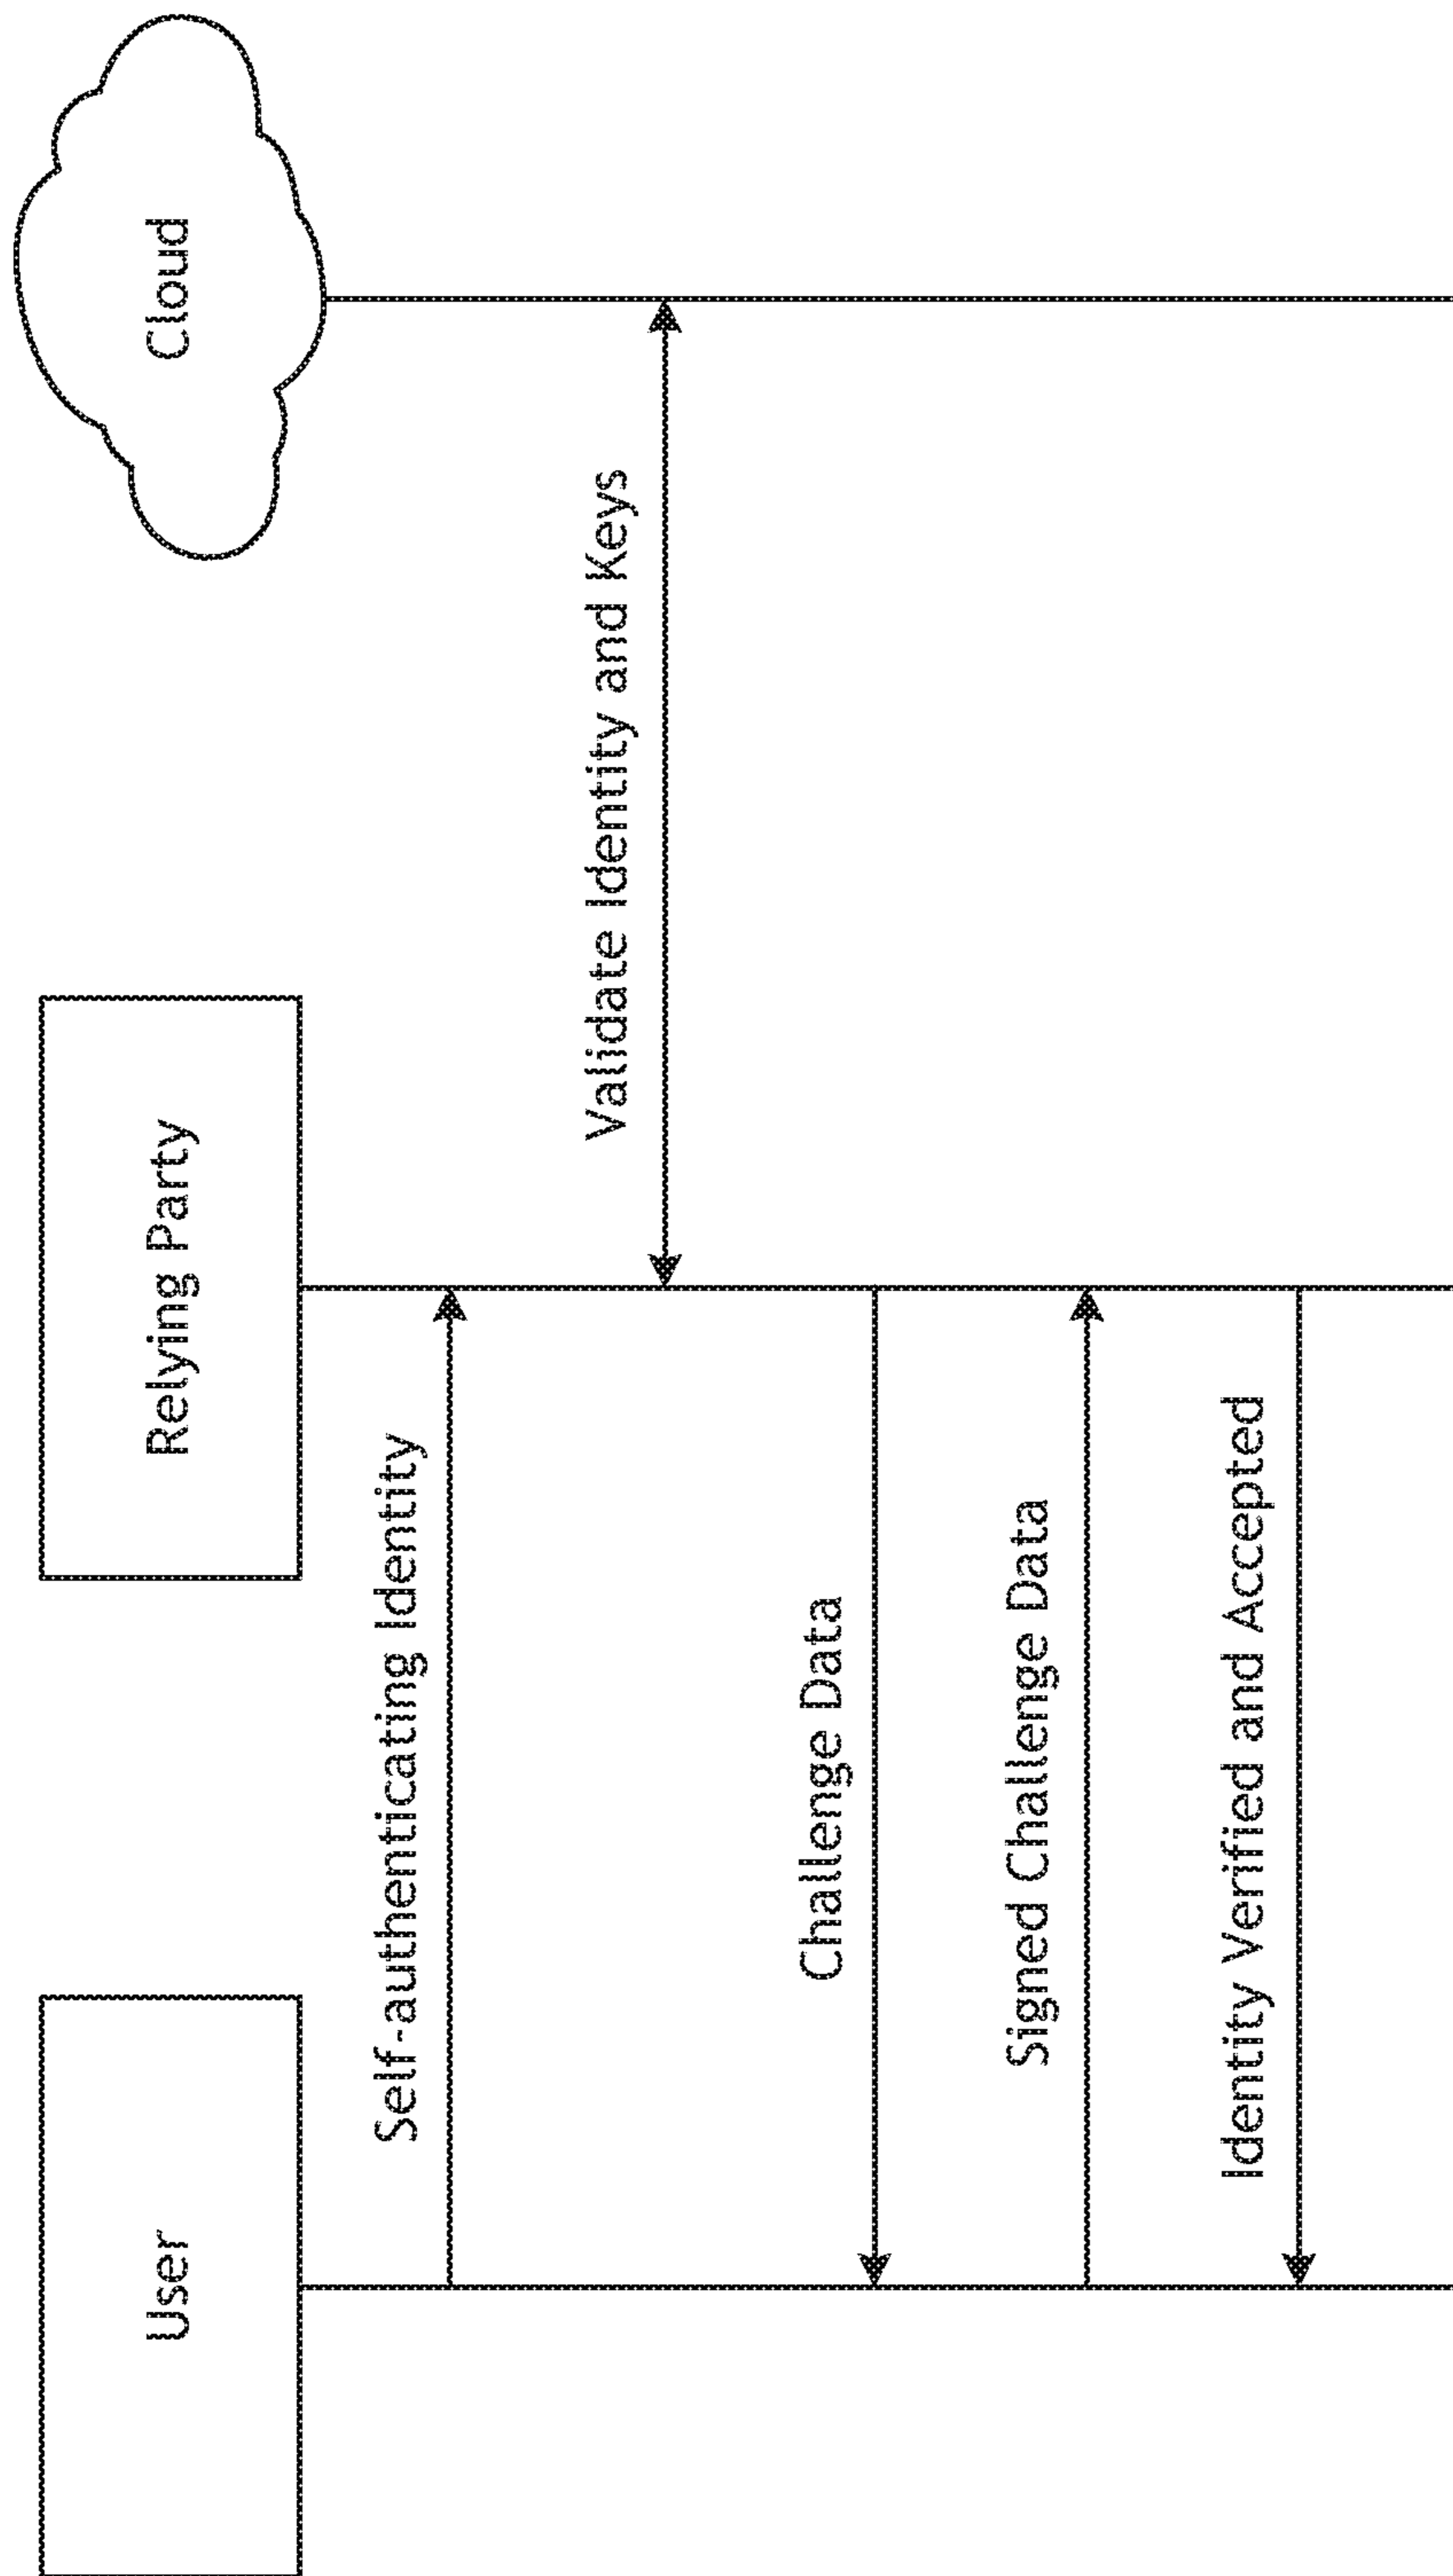 User
Relying Party
Cloud
Self-authenticating Identity
Validate Identity and Keys
Challenge Data
Signed Challenge Data
Identity Verified and Accepted